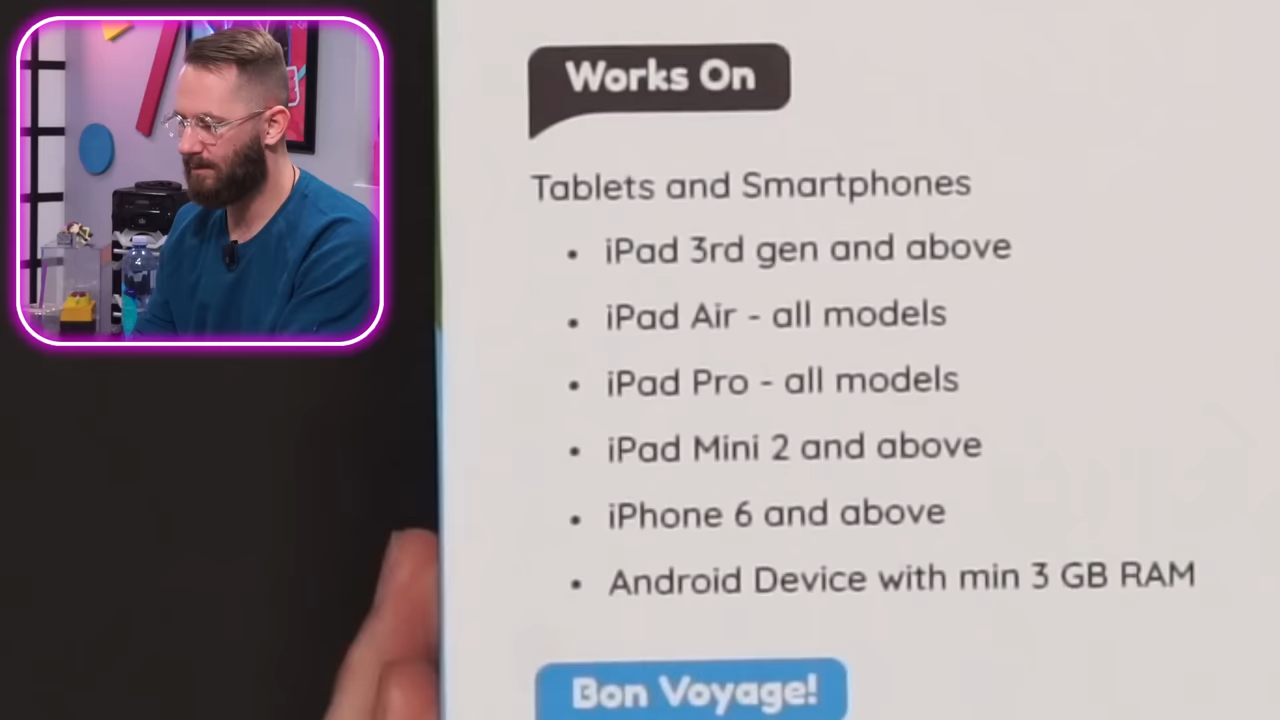 Works On
Tablets and Smartphones
• iPad 3rd gen and above
• iPad Air - all models
• iPad Pro - all models
• iPad Mini 2 and above
• iPhone 6 and above
• Android Device with min 3 GB RAM
Bon Voyage!